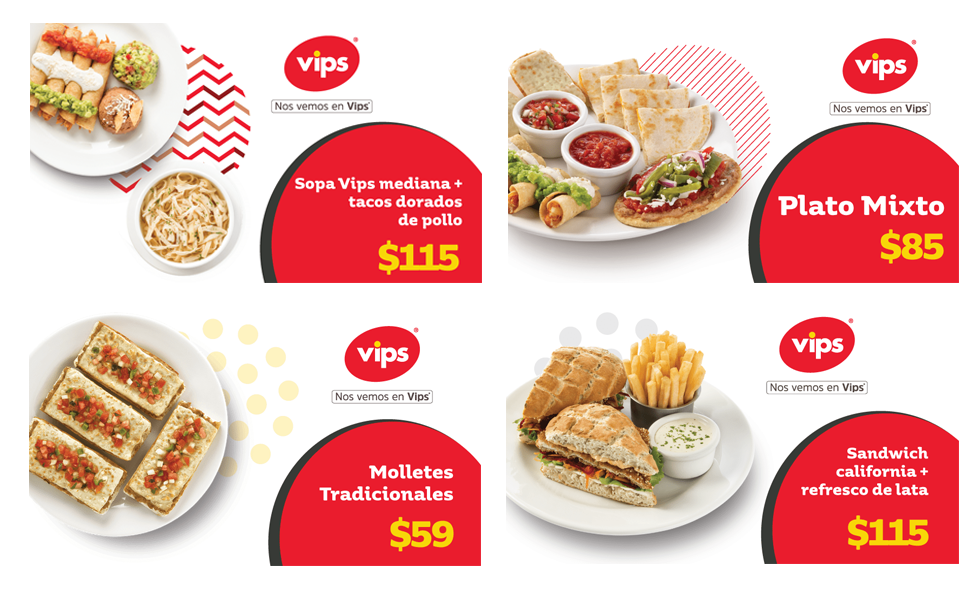 vips®
Nos vemos en Vips®
Sopa Vips mediana +
tacos dorados
de pollo
$115
vips®
Nos vemos en Vips®
Plato Mixto
$85
vips®
Nos vemos en Vips®
Molletes
Tradicionales
$59
vips®
Nos vemos en Vips®
Sandwich
california +
refresco de lata
$115